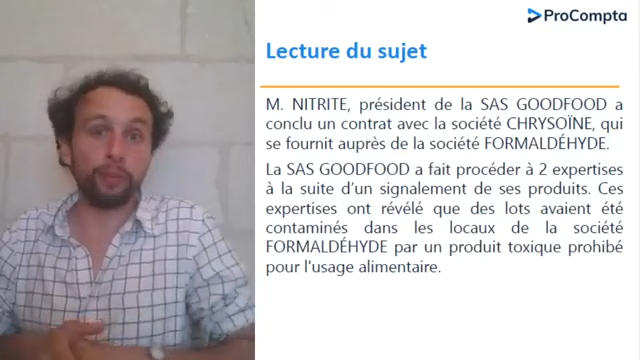 ProCompta
Lecture du sujet
M. NITRITE, président de la SAS GOODFOOD a
conclu un contrat avec la société CHRYSOÏNE, qui
se fournit auprès de la société FORMALDÉHYDE.
La SAS GOODFOOD a fait procéder à 2 expertises
à la suite d'un signalement de ses produits. Ces
expertises ont révélé que des lots avaient été
contaminés dans les locaux de la société
FORMALDÉHYDE par un produit toxique prohibé
pour l'usage alimentaire.